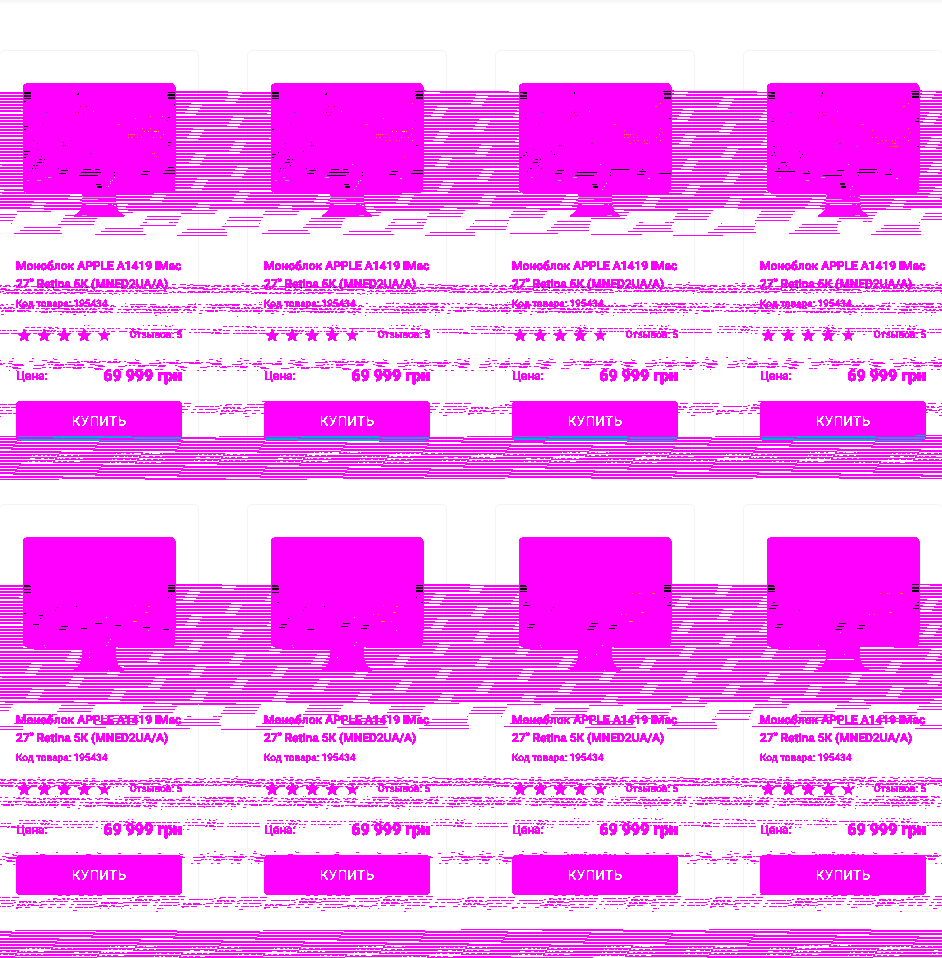 Моноблок APPLE A1419 iMac Моноблок APPLE A1419 iMac Моноблок APPLE A1419 iMac Моноблок APPLE A1419 iMac
27" Retina 5K (MNED2UA/A) 27" Retina 5K (MNED2UA/A) 27" Retina 5K (MNED2UA/A) 27" Retina 5K (MNED2UA/A)
Код товара: 195434 Код товара: 195434 Код товара: 195434 Код товара: 195434
Отзывов: 5 Отзывов: 5 Отзывов: 5 Отзывов: 5
Цена: 69 999 грн Цена: 69 999 грн Цена: 69 999 грн Цена: 69 999 грн
КУПИТЬ КУПИТЬ КУПИТЬ КУПИТЬ
Моноблок APPLE A1419 iMac Моноблок APPLE A1419 iMac Моноблок APPLE A1419 iMac Моноблок APPLE A1419 iMac
27" Retina 5K (MNED2UA/A) 27" Retina 5K (MNED2UA/A) 27" Retina 5K (MNED2UA/A) 27" Retina 5K (MNED2UA/A)
Код товара: 195434 Код товара: 195434 Код товара: 195434 Код товара: 195434
Отзывов: 5 Отзывов: 5 Отзывов: 5 Отзывов: 5
Цена: 69 999 грн Цена: 69 999 грн Цена: 69 999 грн Цена: 69 999 грн
КУПИТЬ КУПИТЬ КУПИТЬ КУПИТЬ